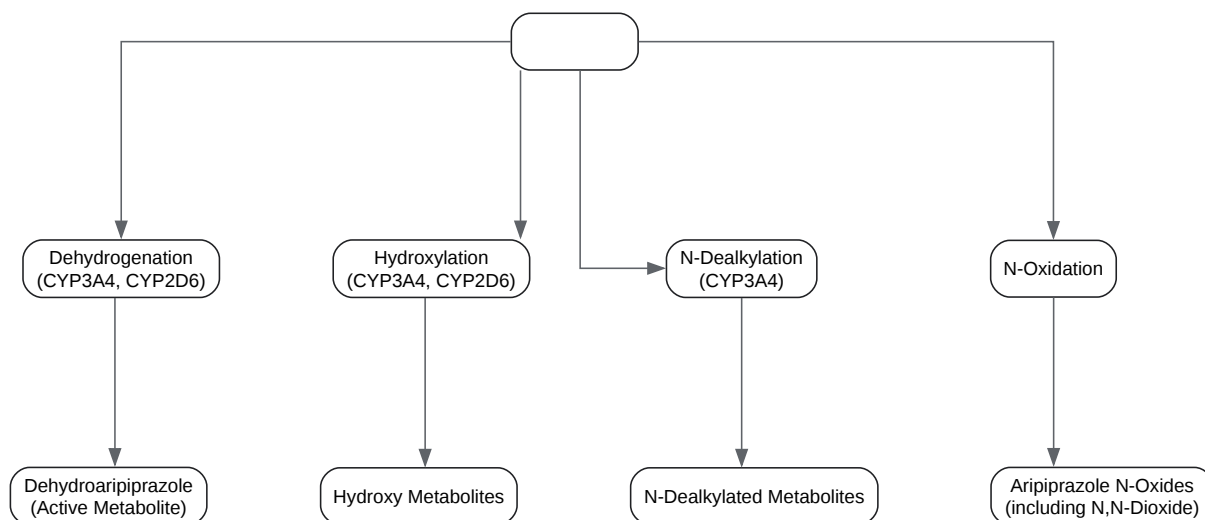 Dehydrogenation
(CYP3A4, CYP2D6)
Hydroxylation
(CYP3A4, CYP2D6)
N-Dealkylation
(CYP3A4)
N-Oxidation
Dehydroaripiprazole
(Active Metabolite)
Hydroxy Metabolites
N-Dealkylated Metabolites
Aripiprazole N-Oxides
(including N,N-Dioxide)